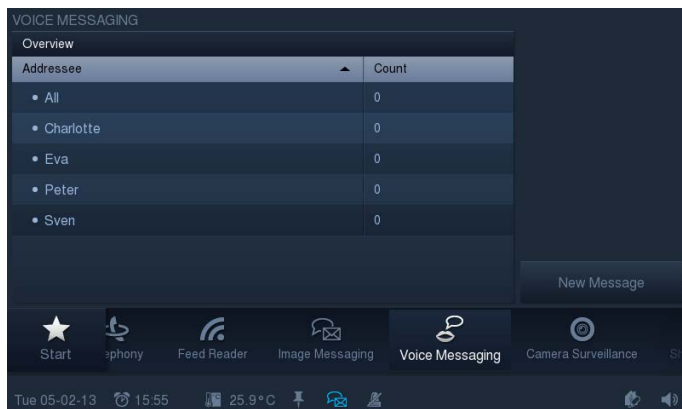 VOICE MESSAGING
Overview
Addressee Count
All 0
Charlotte 0
Eva 0
Peter 0
Sven 0
New Message
Start ephony Feed Reader Image Messaging Voice Messaging Camera Surveillance
Tue 05-02-13 15:55 25.9°C